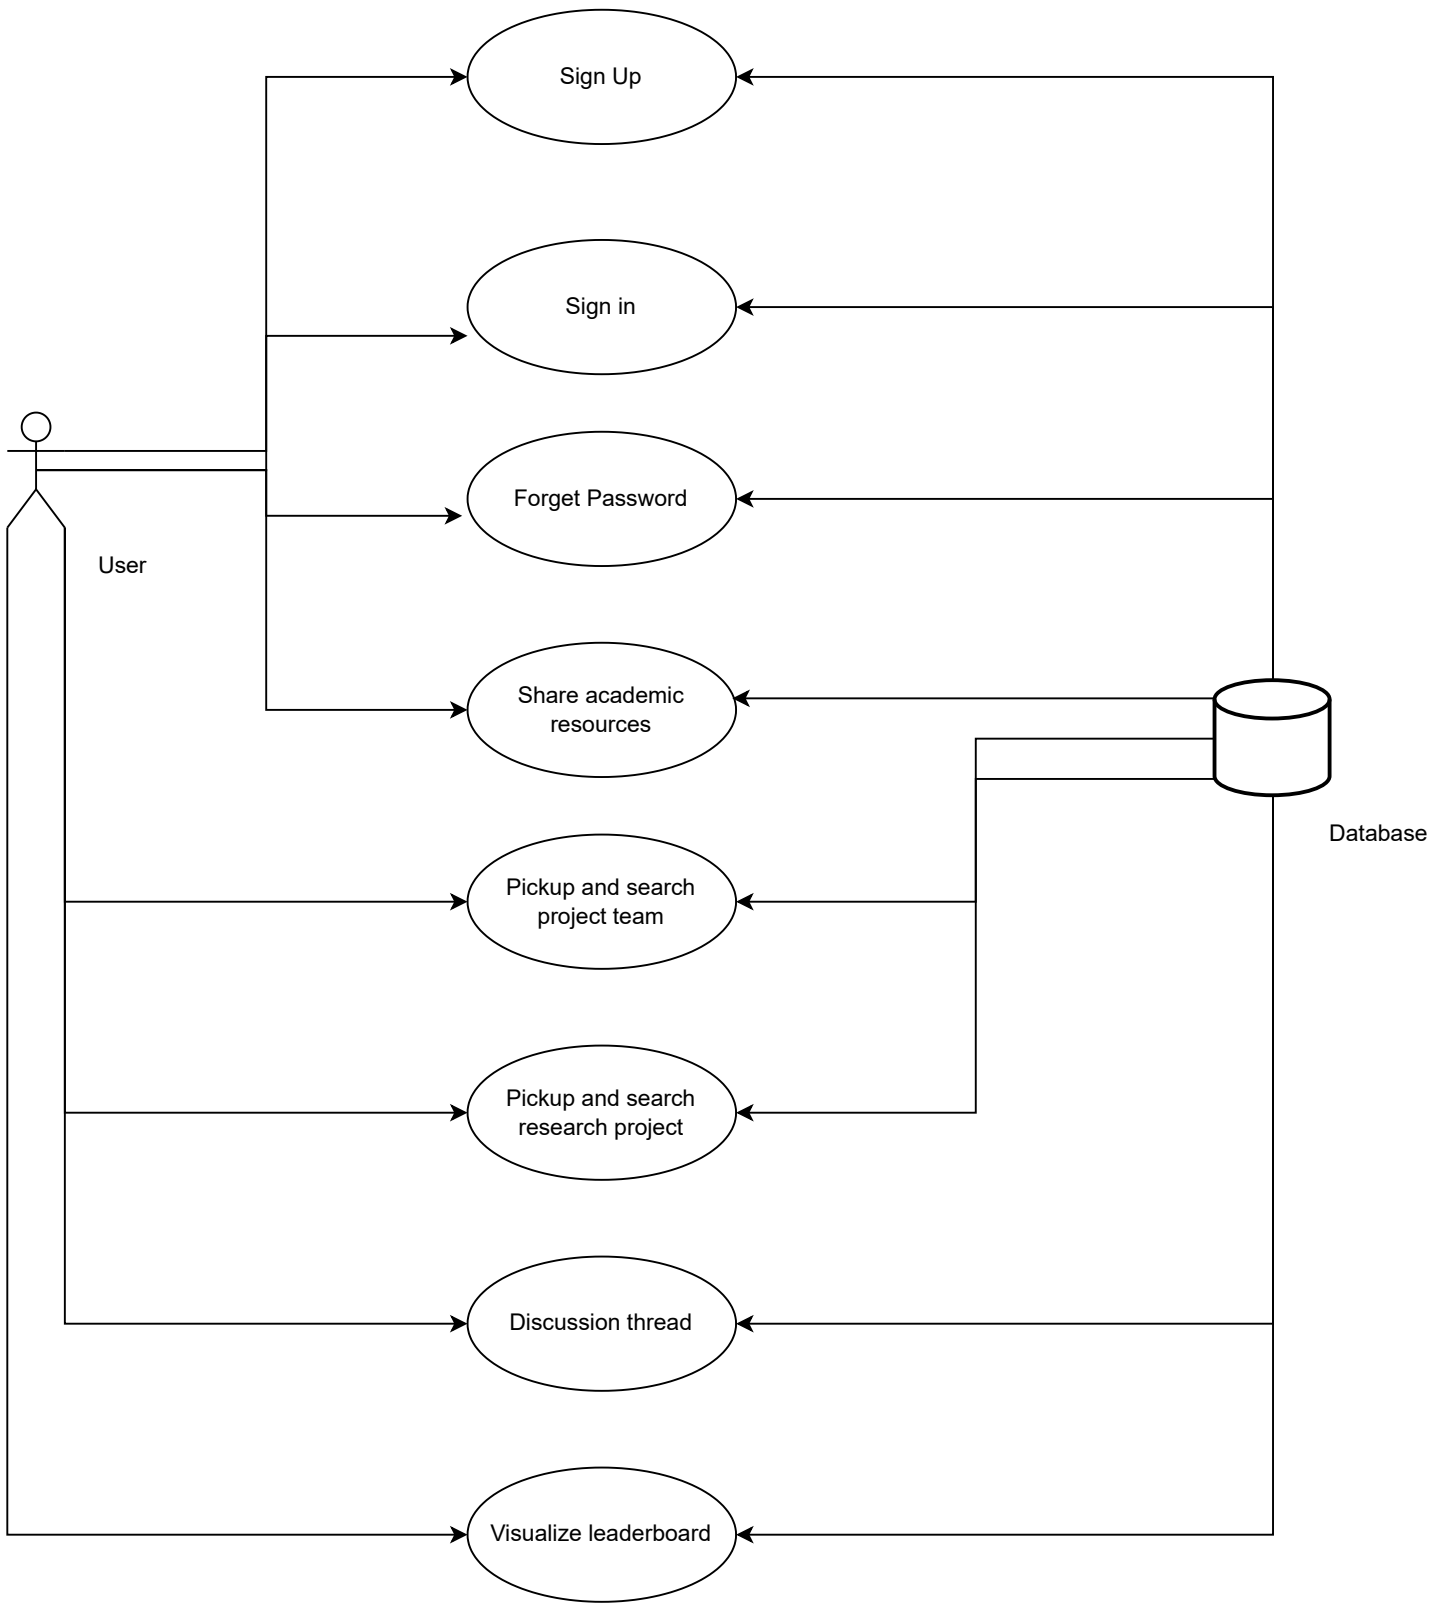 Sign Up
Sign in
Forget Password
User
Share academic
resources
Database
Pickup and search
project team
Pickup and search
research project
Discussion thread
Visualize leaderboard